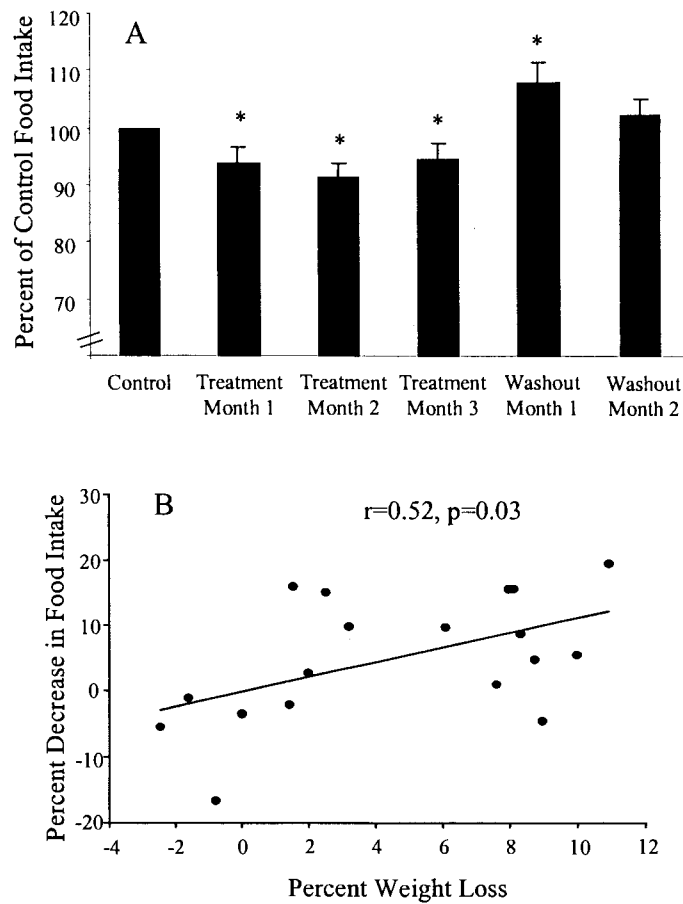 A
Percent of Control Food Intake
120
110
100
90
80
70
*
*
*
*
Control
Treatment
Month 1
Treatment
Month 2
Treatment
Month 3
Washout
Month 1
Washout
Month 2
B
r=0.52, p=0.03
Percent Decrease in Food Intake
30
20
10
0
-10
-20
-4
-2
0
2
4
6
8
10
12
Percent Weight Loss